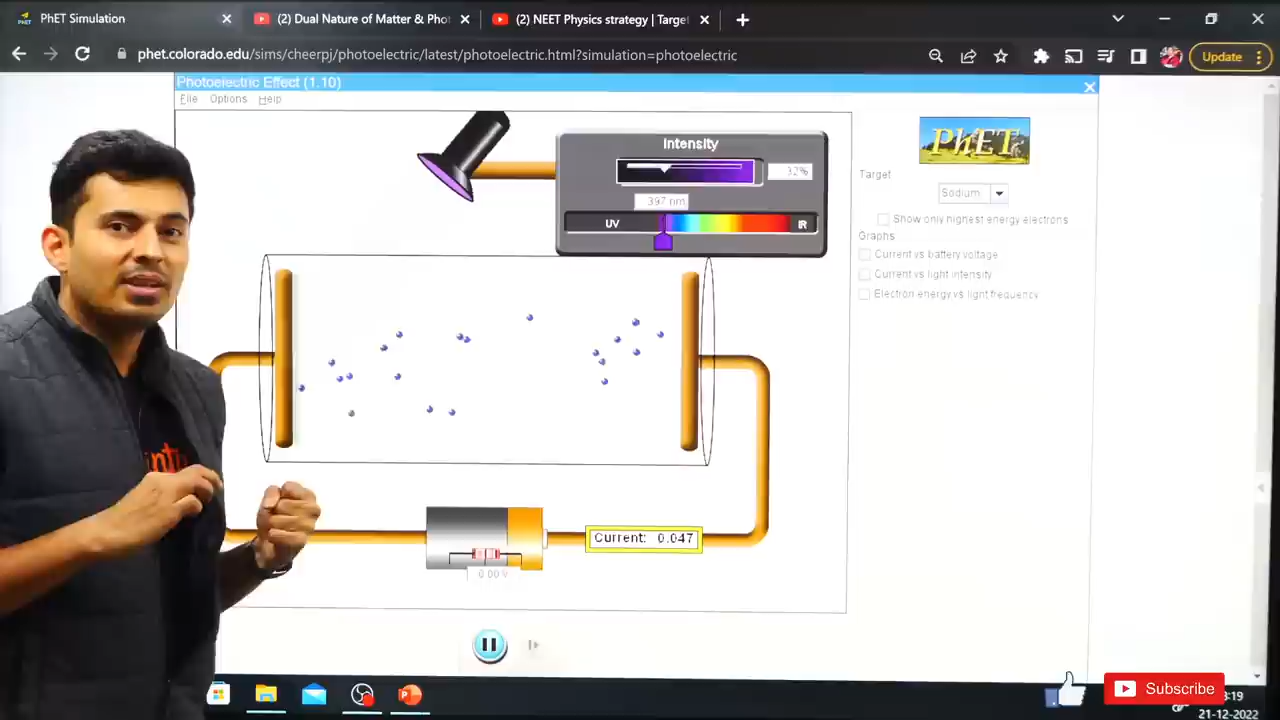 PhET Simulation
(2) Dual Nature of Matter & Phot
(2) NEET Physics strategy | Target
phet.colorado.edu/sims/cheerpj/photoelectric/latest/photoelectric.html?simulation=photoelectric
Update
Photoelectric Effect (1.10)
File Options Help
Intensity
32%
397 nm
UV
IR
PhET
Target
Sodium
Show only highest energy electrons
Graphs
Current vs battery voltage
Current vs light intensity
Electron energy vs light frequency
Current: 0.047
0.00 V
Subscribe
21-12-2022